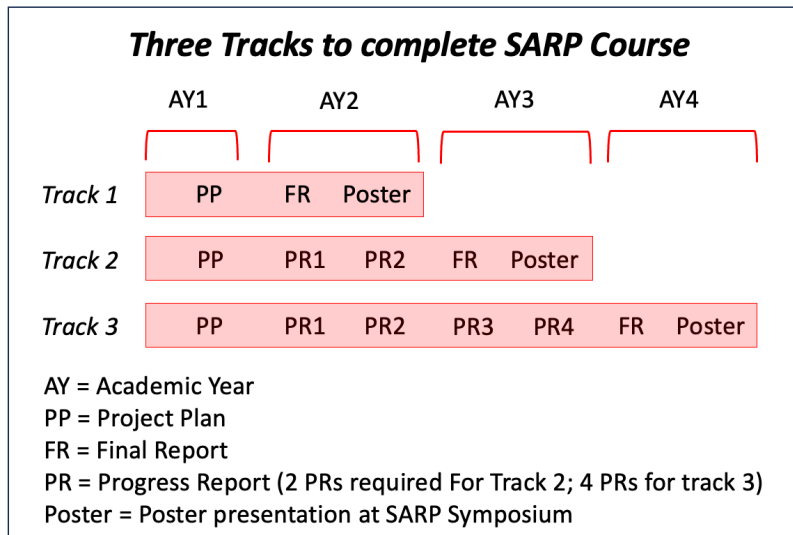 Three Tracks to complete SARP Course
AY1 AY2 AY3 AY4
Track 1 PP FR Poster
Track 2 PP PR1 PR2 FR Poster
Track 3 PP PR1 PR2 PR3 PR4 FR Poster
AY = Academic Year
PP = Project Plan
FR = Final Report
PR = Progress Report (2 PRs required For Track 2; 4 PRs for track 3)
Poster = Poster presentation at SARP Symposium